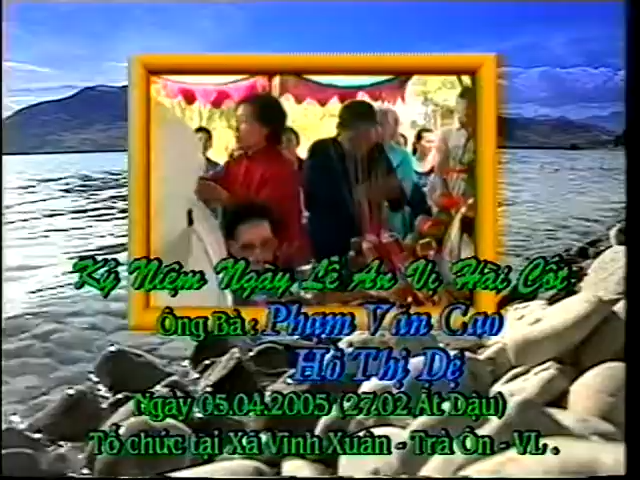 Kỷ Niệm Ngày Lễ An Vị Hài Cốt
Ông Bà : Phạm Văn Cao
Hồ Thị Dẹ
Ngày 05.04.2005 (27.02 Ất Dậu)
Tổ chức tại Xã Vĩnh Xuân - Trà Ôn - VL .